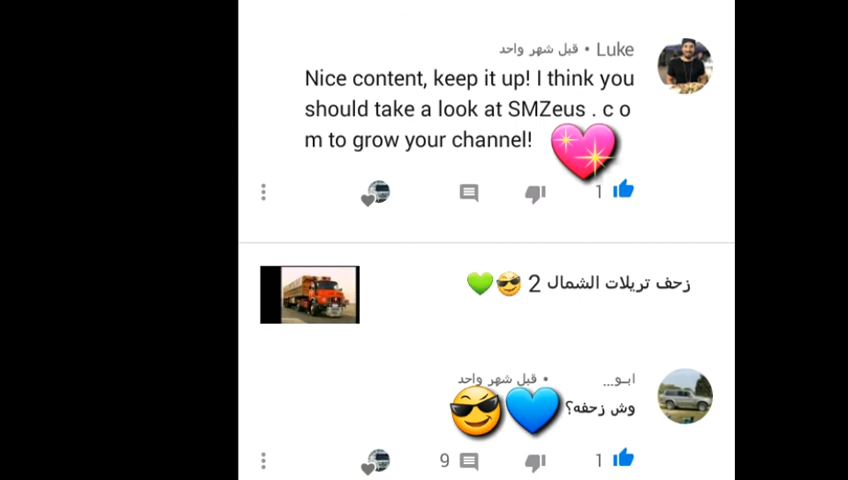 Luke • قبل شهر واحد
Nice content, keep it up! I think you
should take a look at SMZeus . c o
m to grow your channel!
1
زحف تريلات الشمال 2 😎💚
ابـو... • قبل شهر واحد
وش زحفه؟
9
1